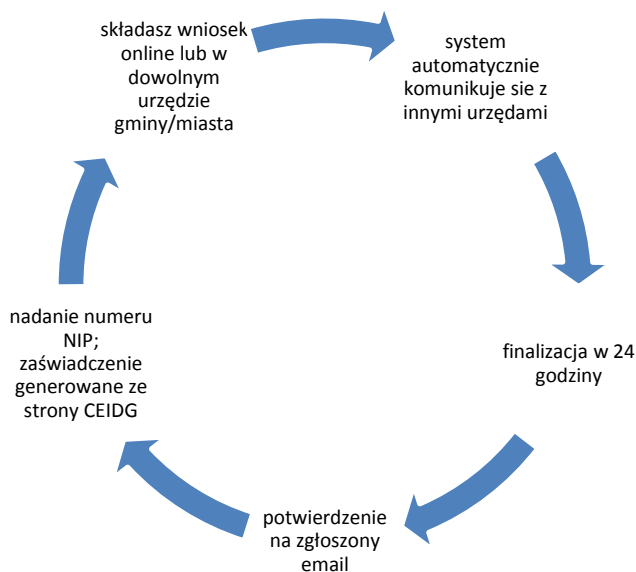 składasz wniosek
online lub w
dowolnym
urzędzie
gminy/miasta
system
automatycznie
komunikuje sie z
innymi urzędami
finalizacja w 24
godziny
potwierdzenie
na zgłoszony
email
nadanie numeru
NIP;
zaświadczenie
generowane ze
strony CEIDG